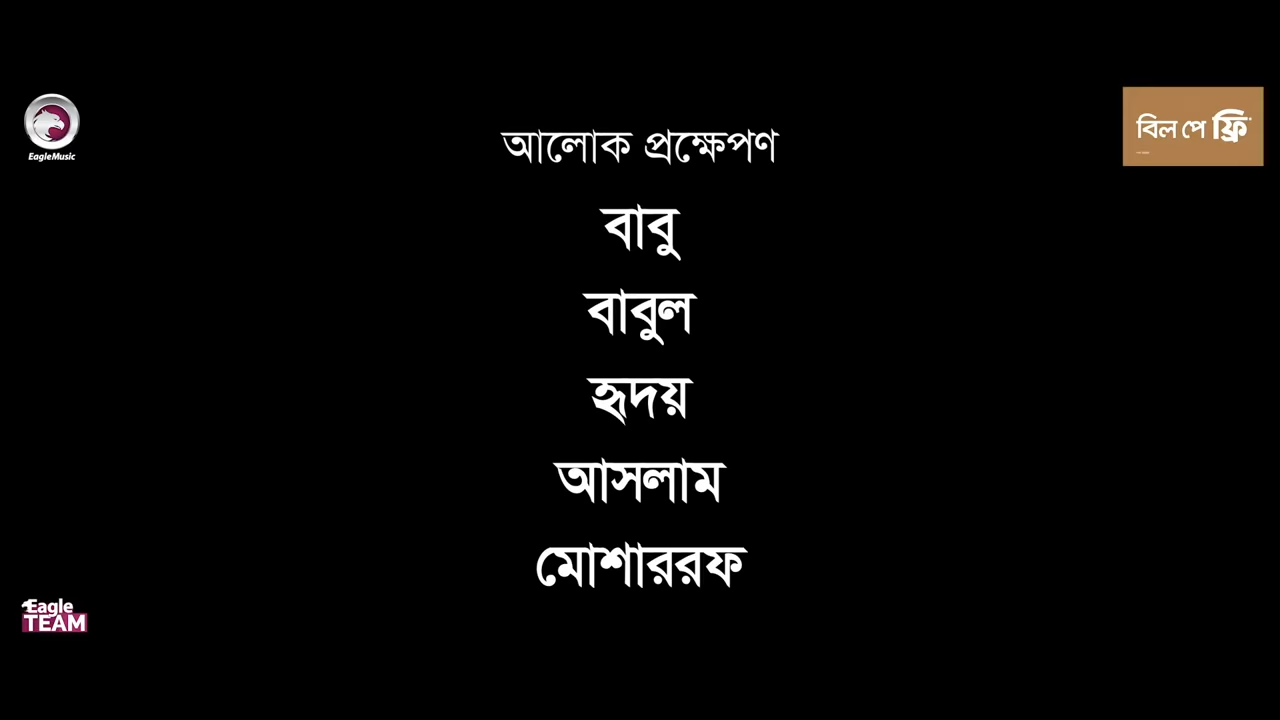 EagleMusic
বিল পে ফ্রি
আলোক প্রক্ষেপণ
বাবু
বাবুল
হৃদয়
আসলাম
মোশাররফ
Eagle
TEAM